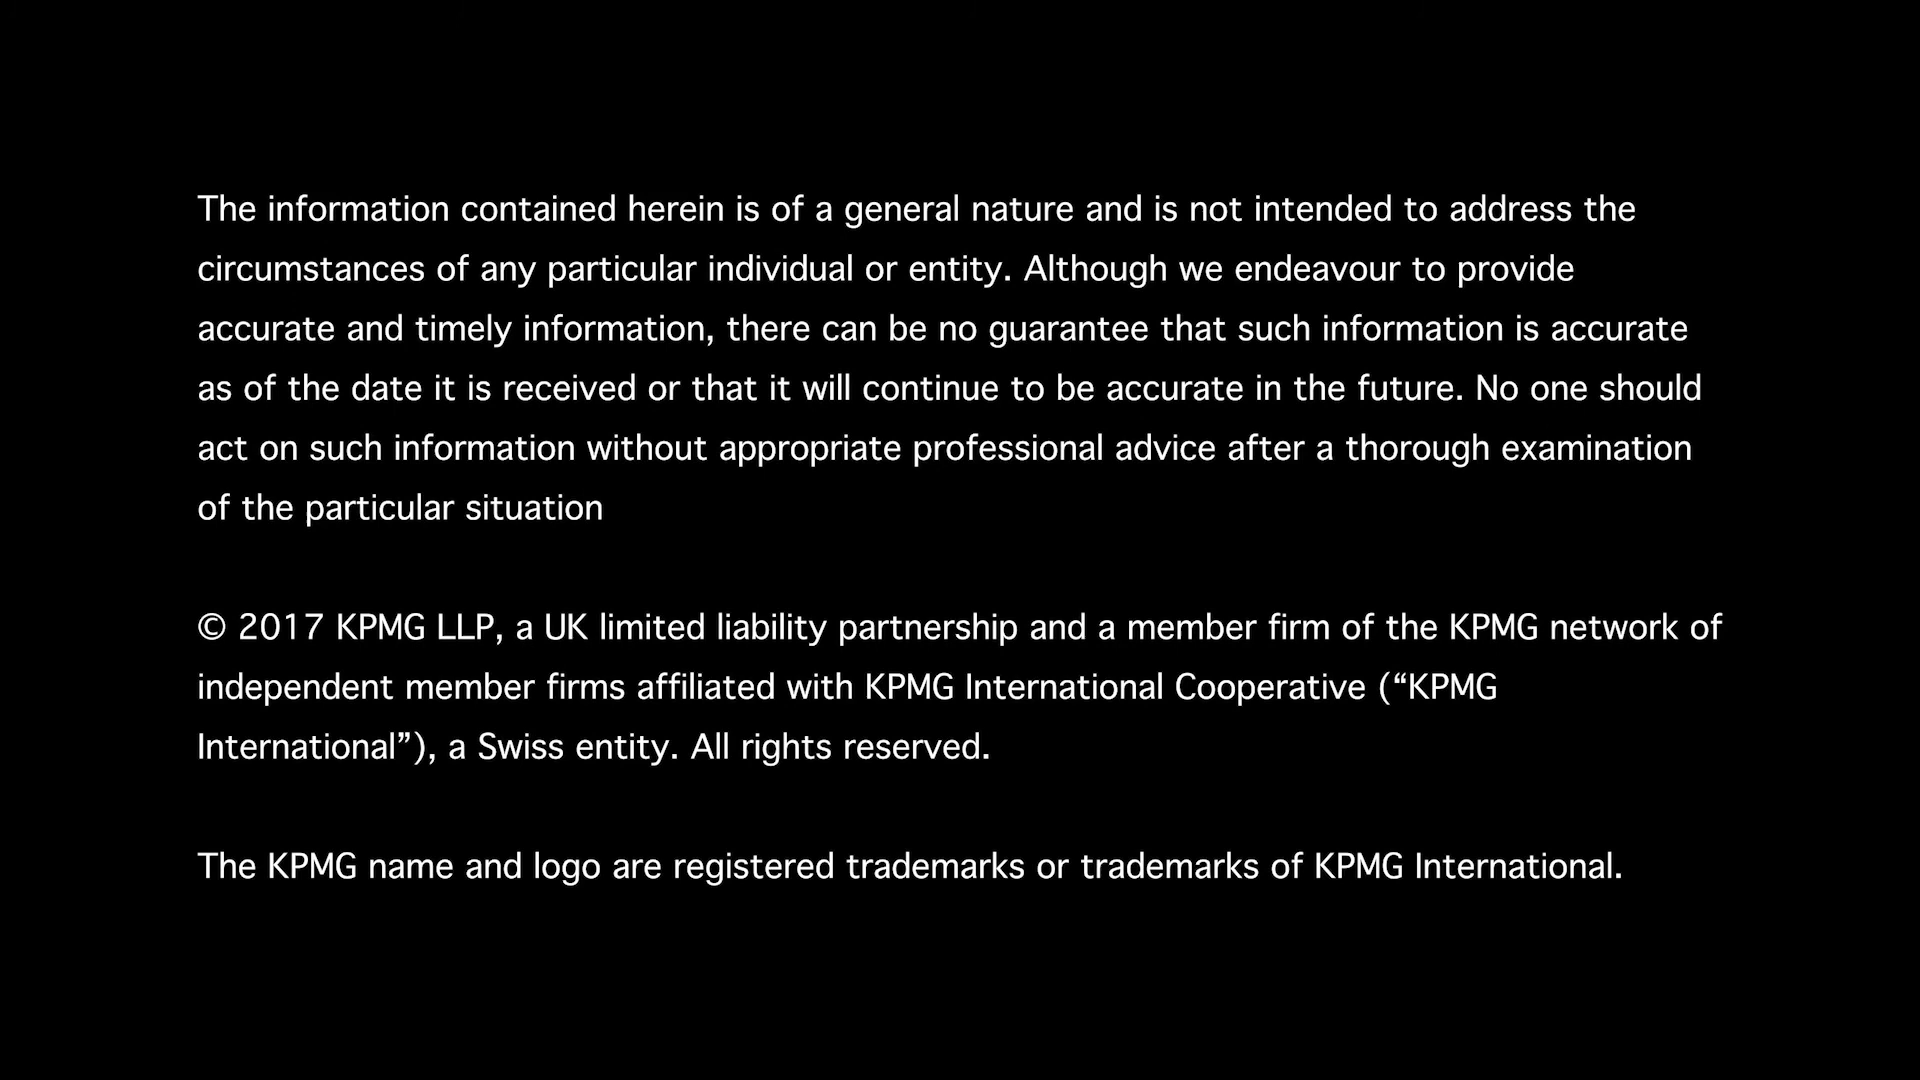 The information contained herein is of a general nature and is not intended to address the
circumstances of any particular individual or entity. Although we endeavour to provide
accurate and timely information, there can be no guarantee that such information is accurate
as of the date it is received or that it will continue to be accurate in the future. No one should
act on such information without appropriate professional advice after a thorough examination
of the particular situation
© 2017 KPMG LLP, a UK limited liability partnership and a member firm of the KPMG network of
independent member firms affiliated with KPMG International Cooperative (“KPMG
International”), a Swiss entity. All rights reserved.
The KPMG name and logo are registered trademarks or trademarks of KPMG International.